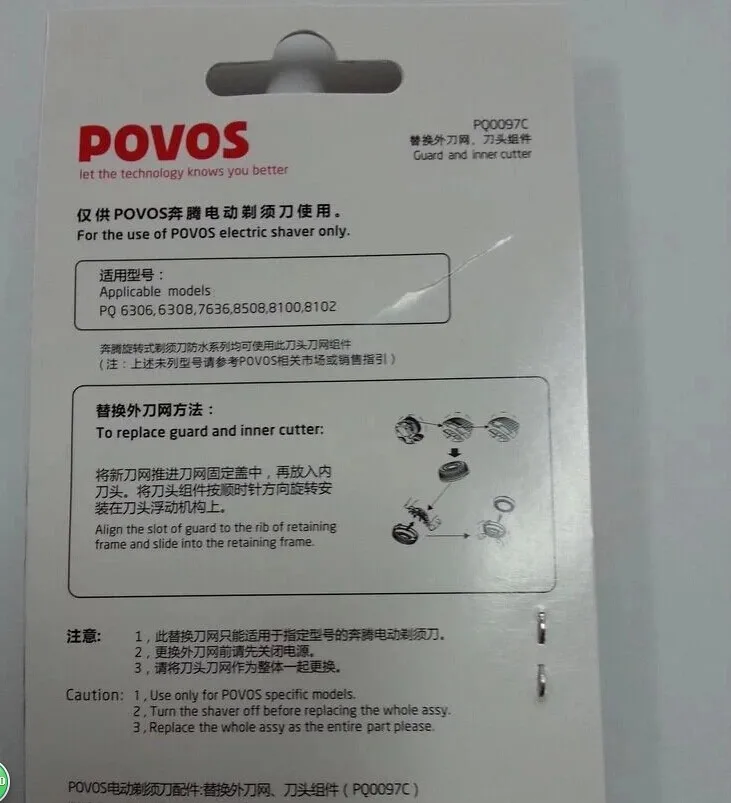 POVOS
let the technology knows you better
PQ0097C
替换外刀网、刀头组件
Guard and inner cutter
仅供POVOS奔腾电动剃须刀使用。
For the use of POVOS electric shaver only.
适用型号：
Applicable models
PQ 6306,6308,7636,8508,8100,8102
奔腾旋转式剃须刀防水系列均可使用此刀头刀网组件
（注：上述未列型号请参考POVOS相关市场或销售指引）
替换外刀网方法：
To replace guard and inner cutter:
将新刀网推进刀网固定盖中，再放入内
刀头。将刀头组件按顺时针方向旋转安
装在刀头浮动机构上。
Align the slot of guard to the rib of retaining
frame and slide into the retaining frame.
注意: 1，此替换刀网只能适用于指定型号的奔腾电动剃须刀。
2，更换外刀网前请先关闭电源。
3，请将刀头刀网作为整体一起更换。
Caution: 1,Use only for POVOS specific models.
2,Turn the shaver off before replacing the whole assy.
3,Replace the whole assy as the entire part please.
POVOS电动剃须刀配件:替换外刀网、刀头组件（PQ0097C）